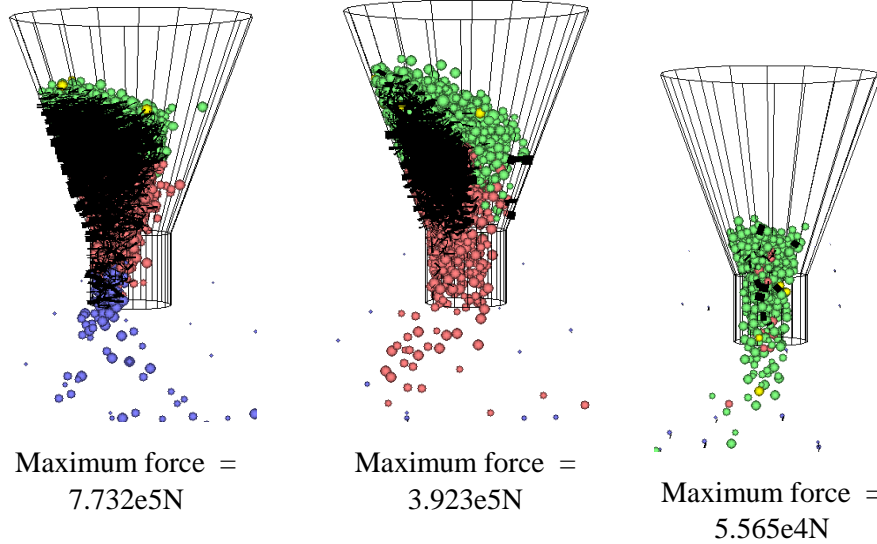 Maximum force =
7.732e5N
Maximum force =
3.923e5N
Maximum force =
5.565e4N